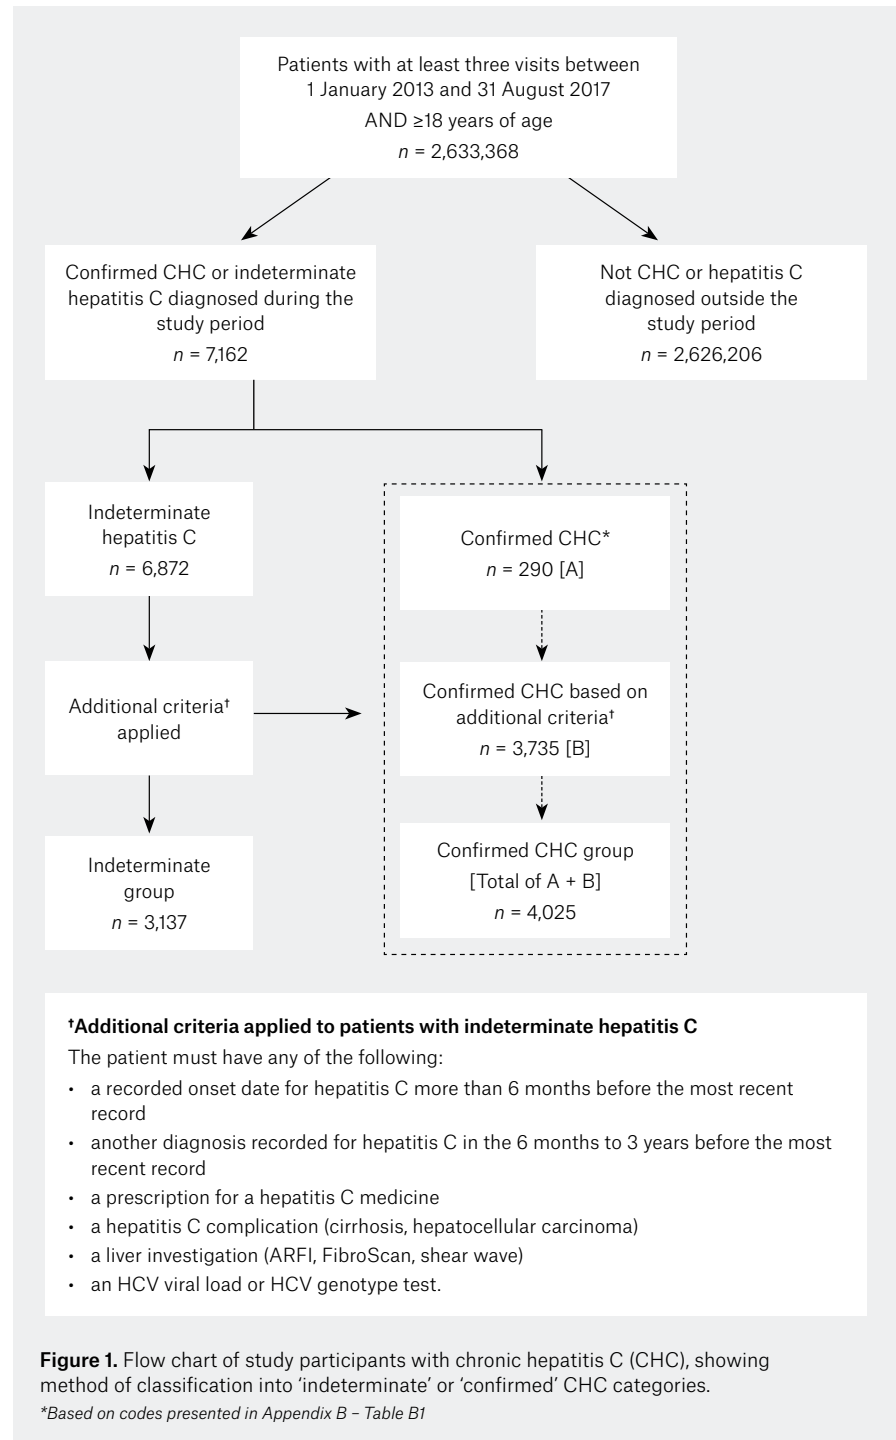 Patients with at least three visits between
1 January 2013 and 31 August 2017
AND ≥18 years of age
n = 2,633,368
Confirmed CHC or indeterminate
hepatitis C diagnosed during the
study period
n = 7,162
Not CHC or hepatitis C
diagnosed outside the
study period
n = 2,626,206
Indeterminate
hepatitis C
n = 6,872
Confirmed CHC*
n = 290 [A]
Additional criteria†
applied
Confirmed CHC based on
additional criteria†
n = 3,735 [B]
Indeterminate
group
n = 3,137
Confirmed CHC group
[Total of A + B]
n = 4,025
†Additional criteria applied to patients with indeterminate hepatitis C
The patient must have any of the following:
• a recorded onset date for hepatitis C more than 6 months before the most recent
record
• another diagnosis recorded for hepatitis C in the 6 months to 3 years before the most
recent record
• a prescription for a hepatitis C medicine
• a hepatitis C complication (cirrhosis, hepatocellular carcinoma)
• a liver investigation (ARFI, FibroScan, shear wave)
• an HCV viral load or HCV genotype test.
Figure 1. Flow chart of study participants with chronic hepatitis C (CHC), showing
method of classification into ‘indeterminate’ or ‘confirmed’ CHC categories.
*Based on codes presented in Appendix B – Table B1